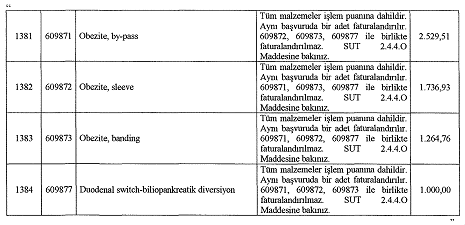 “
Tüm malzemeler işlem puanına dahildir.
Aynı başvuruda bir adet faturalandırılır.
1381 609871 Obezite, by-pass 609872, 609873, 609877 ile birlikte 2.529,51
faturalandırılmaz. SUT 2.4.4.O
Maddesine bakınız.
Tüm malzemeler işlem puanına dahildir.
Aynı başvuruda bir adet faturalandırılır.
1382 609872 Obezite, sleeve 609871, 609873, 609877 ile birlikte 1.736,93
faturalandırılmaz. SUT 2.4.4.O
Maddesine bakınız.
Tüm malzemeler işlem puanına dahildir.
Aynı başvuruda bir adet faturalandırılır.
1383 609873 Obezite, banding 609871, 609872, 609877 ile birlikte 1.264,76
faturalandırılmaz. SUT 2.4.4.O
Maddesine bakınız.
Tüm malzemeler işlem puanına dahildir.
Aynı başvuruda bir adet faturalandırılır.
1384 609877 Duodenal switch-biliopankreatik diversiyon 609871, 609872, 609873 ile birlikte 1.000,00
faturalandırılmaz. SUT 2.4.4.O
Maddesine bakınız.
”